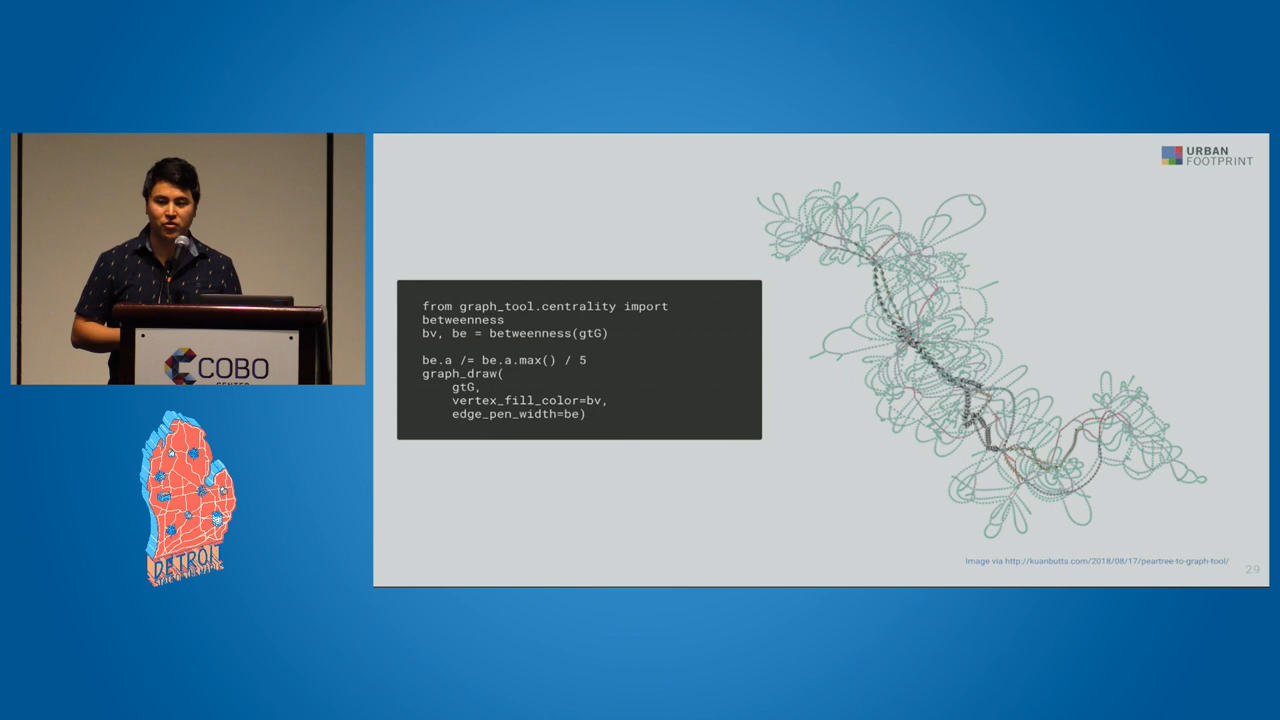 URBAN
FOOTPRINT
from graph_tool.centrality import
betweenness
bv, be = betweenness(gtG)
be.a /= be.a.max() / 5
graph_draw(
gtG,
vertex_fill_color=bv,
edge_pen_width=be)
COBO
CENTER
DETROIT
Image via http://kuanbutts.com/2018/08/17/peartree-to-graph-tool/
29